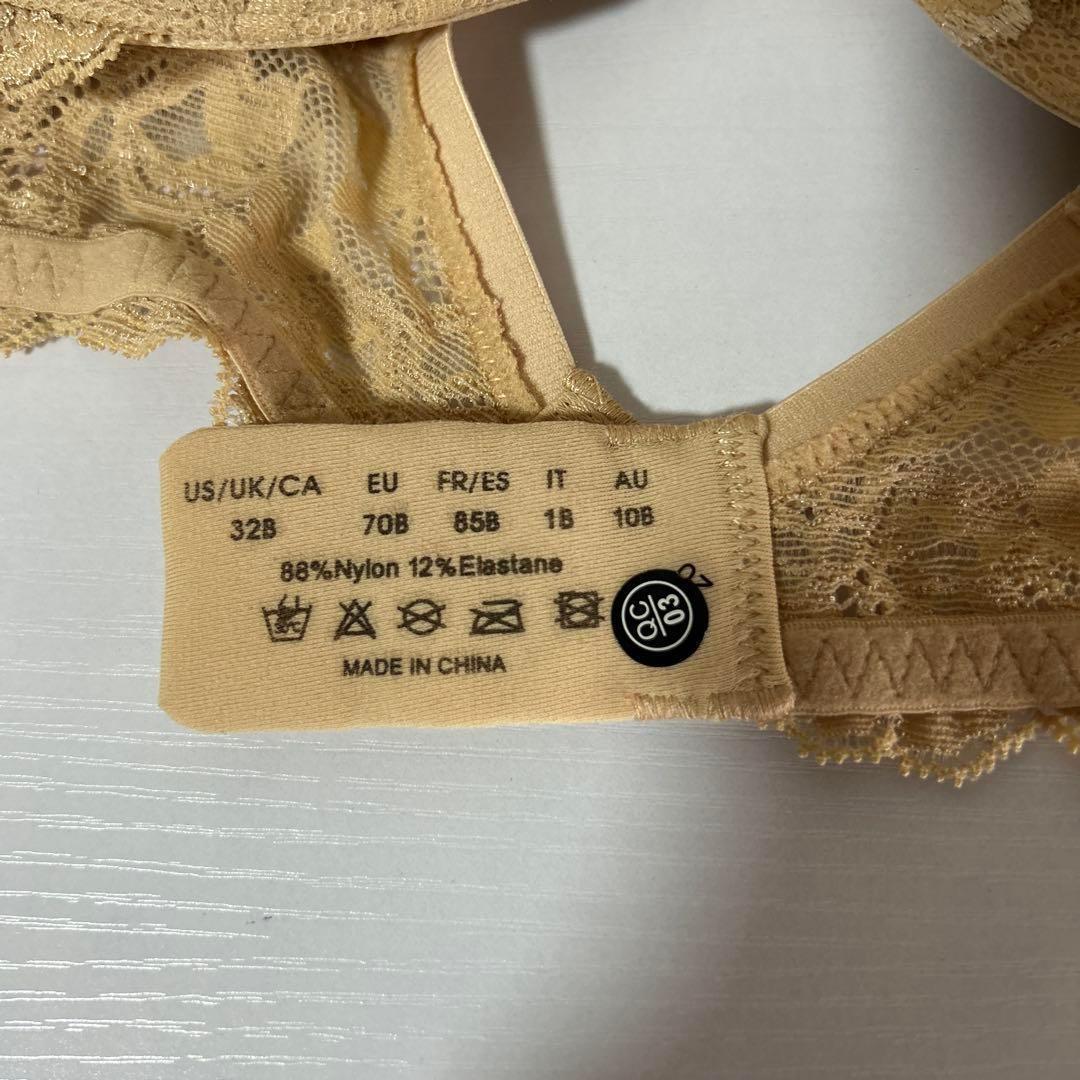 US/UK/CA EU FR/ES IT AU
32B 70B 85B 1B 10B
88%Nylon 12%Elastane
MADE IN CHINA
QC
03